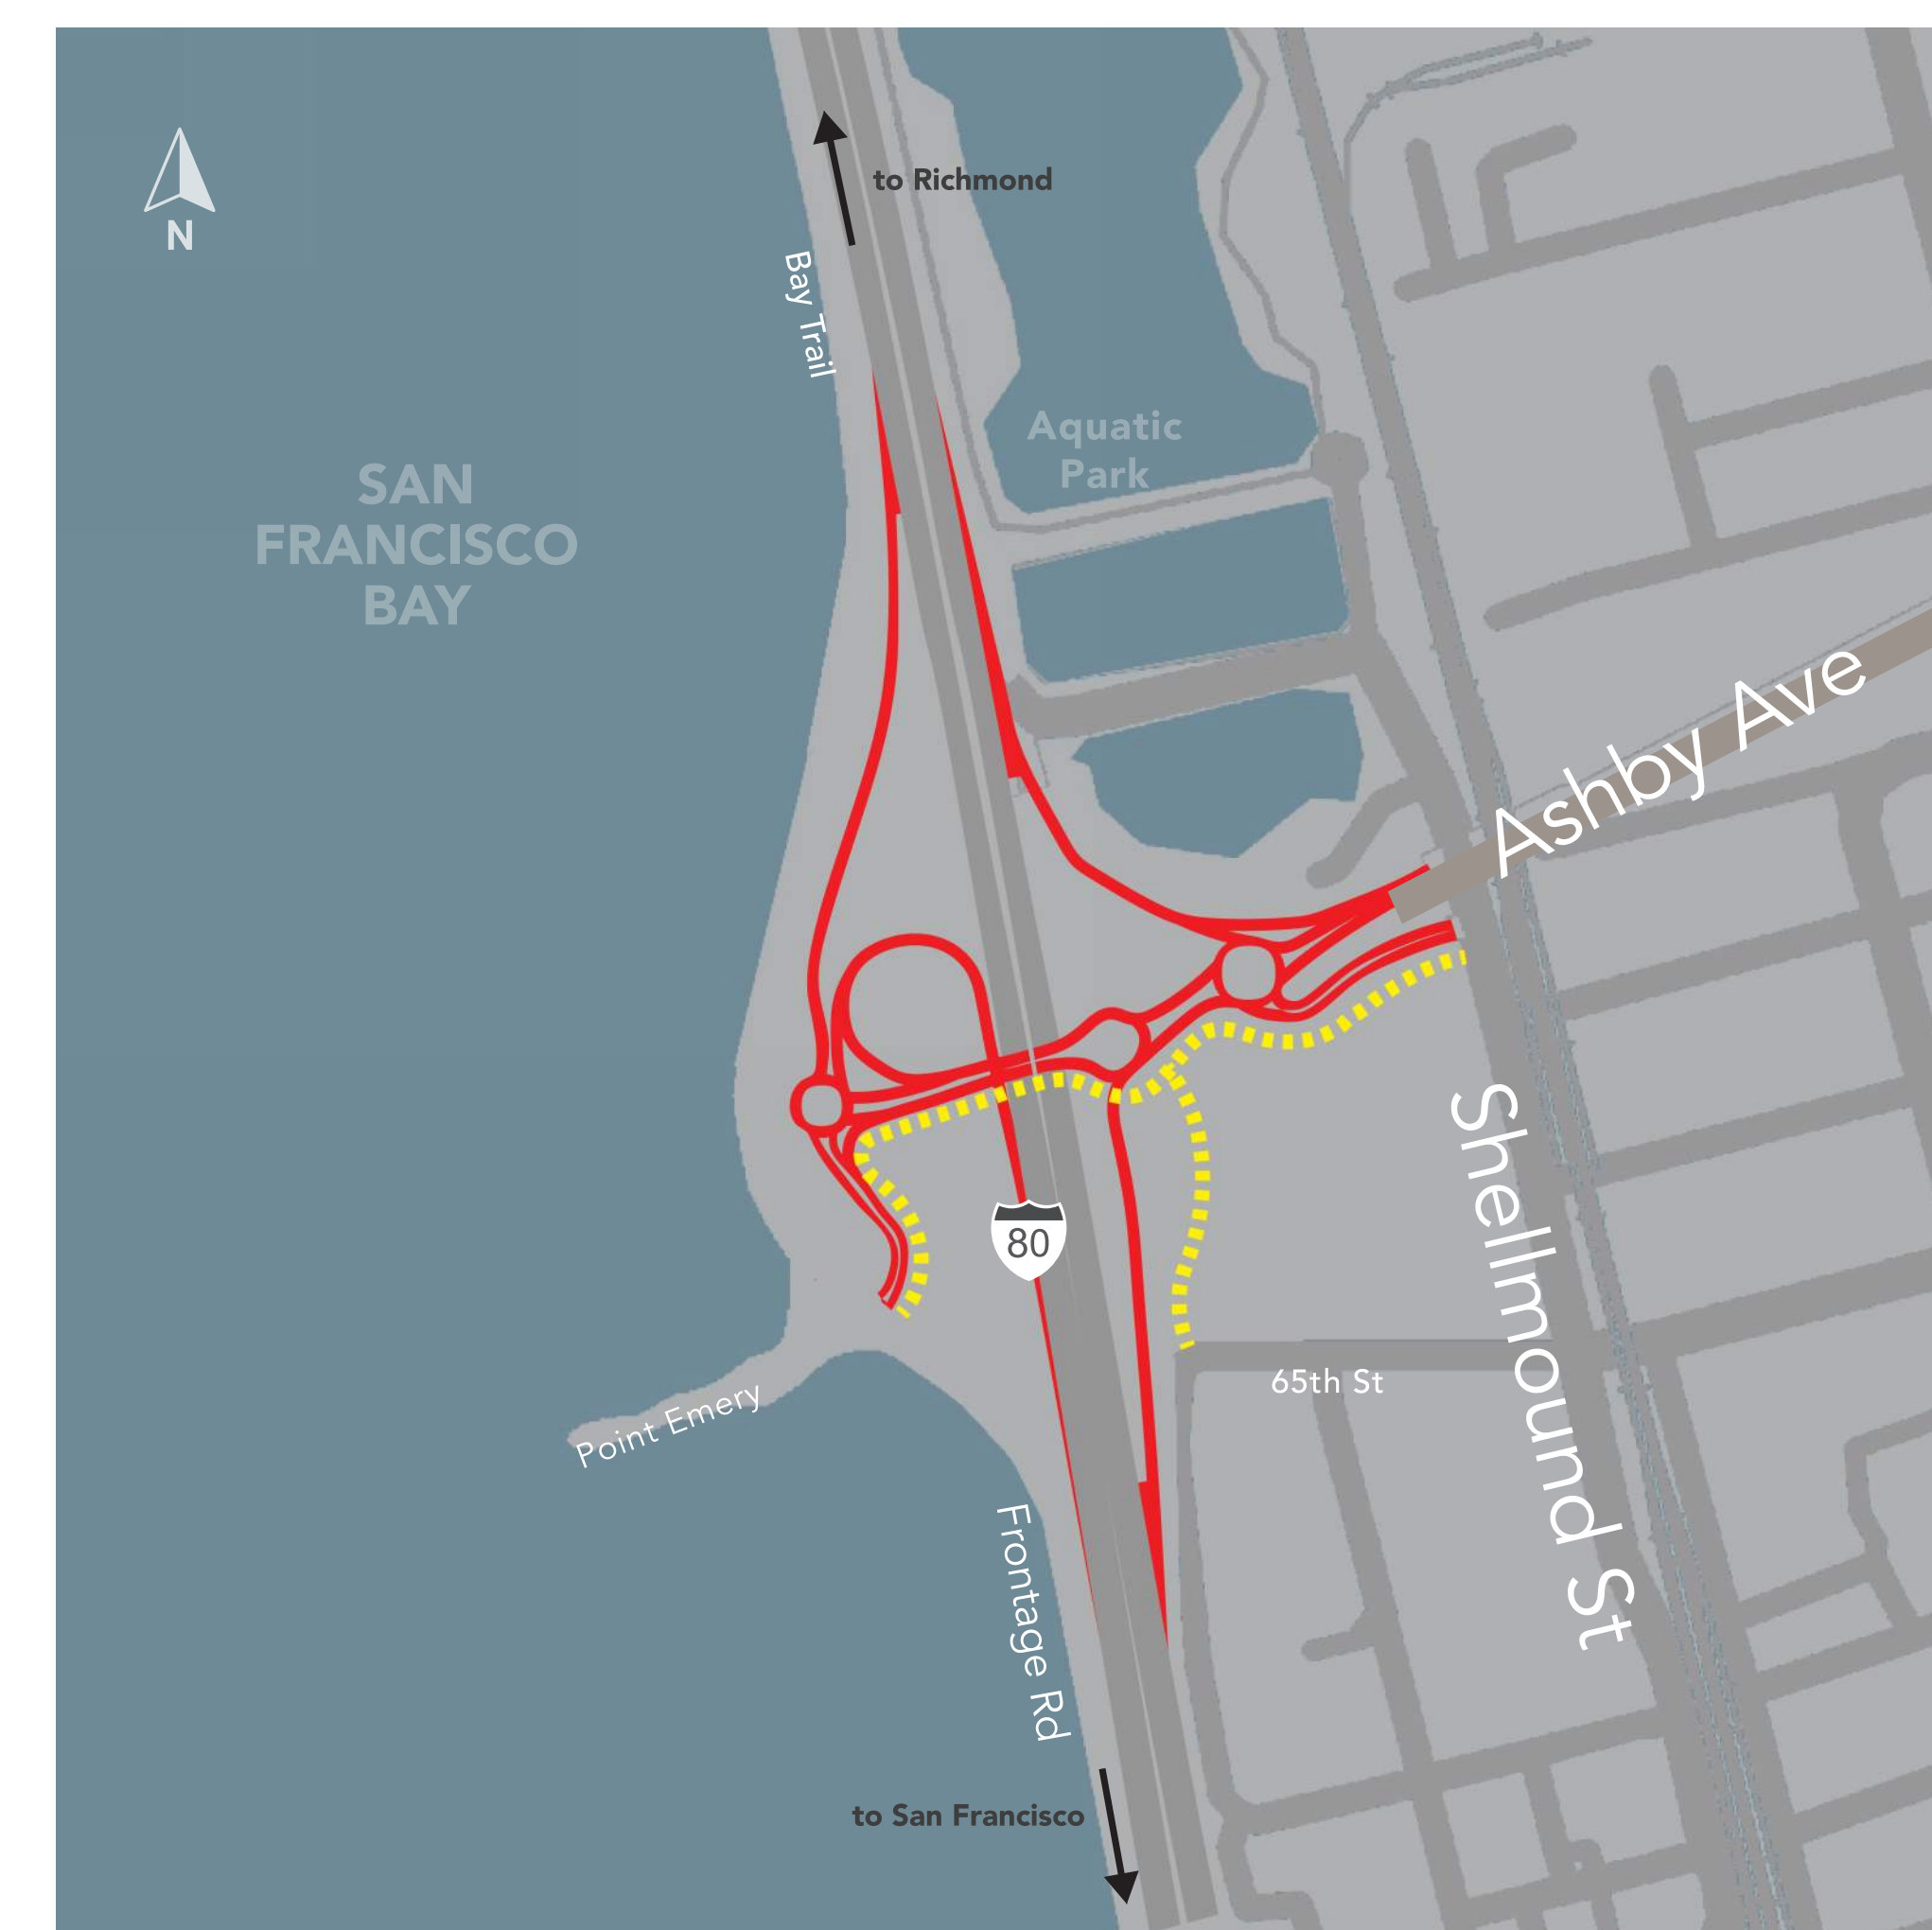 to Richmond
N
Bay Trail
Aquatic
Park
SAN
FRANCISCO
BAY
Ashby Ave
Shellmound St
80
65th St
Point Emery
Frontage Rd
to San Francisco